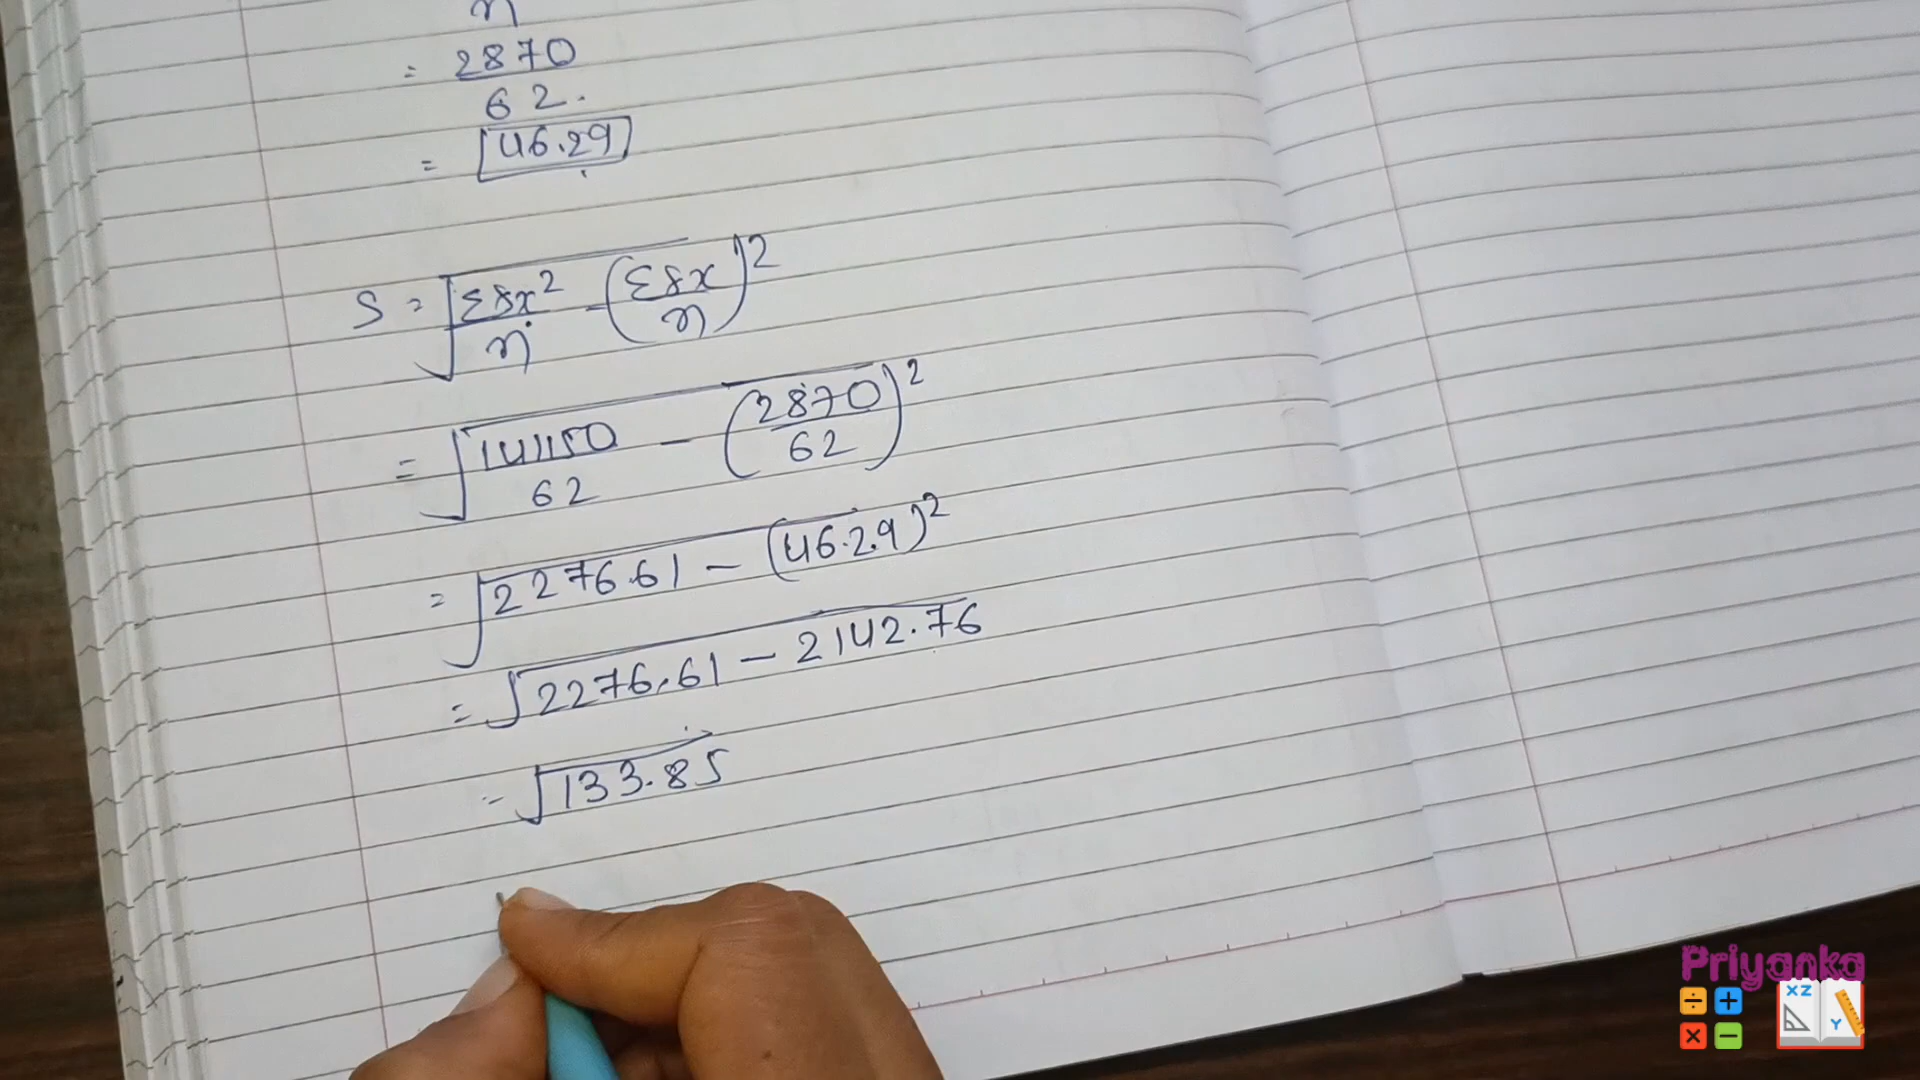 n
= 2870
62.
= 46.29
S = √Σfx²/n - (Σfx/n)²
= √141150/62 - (2870/62)²
= √2276.61 - (46.29)²
= √2276.61 - 2142.76
= √133.85
Priyanka
÷ +
× −
XZ
Y